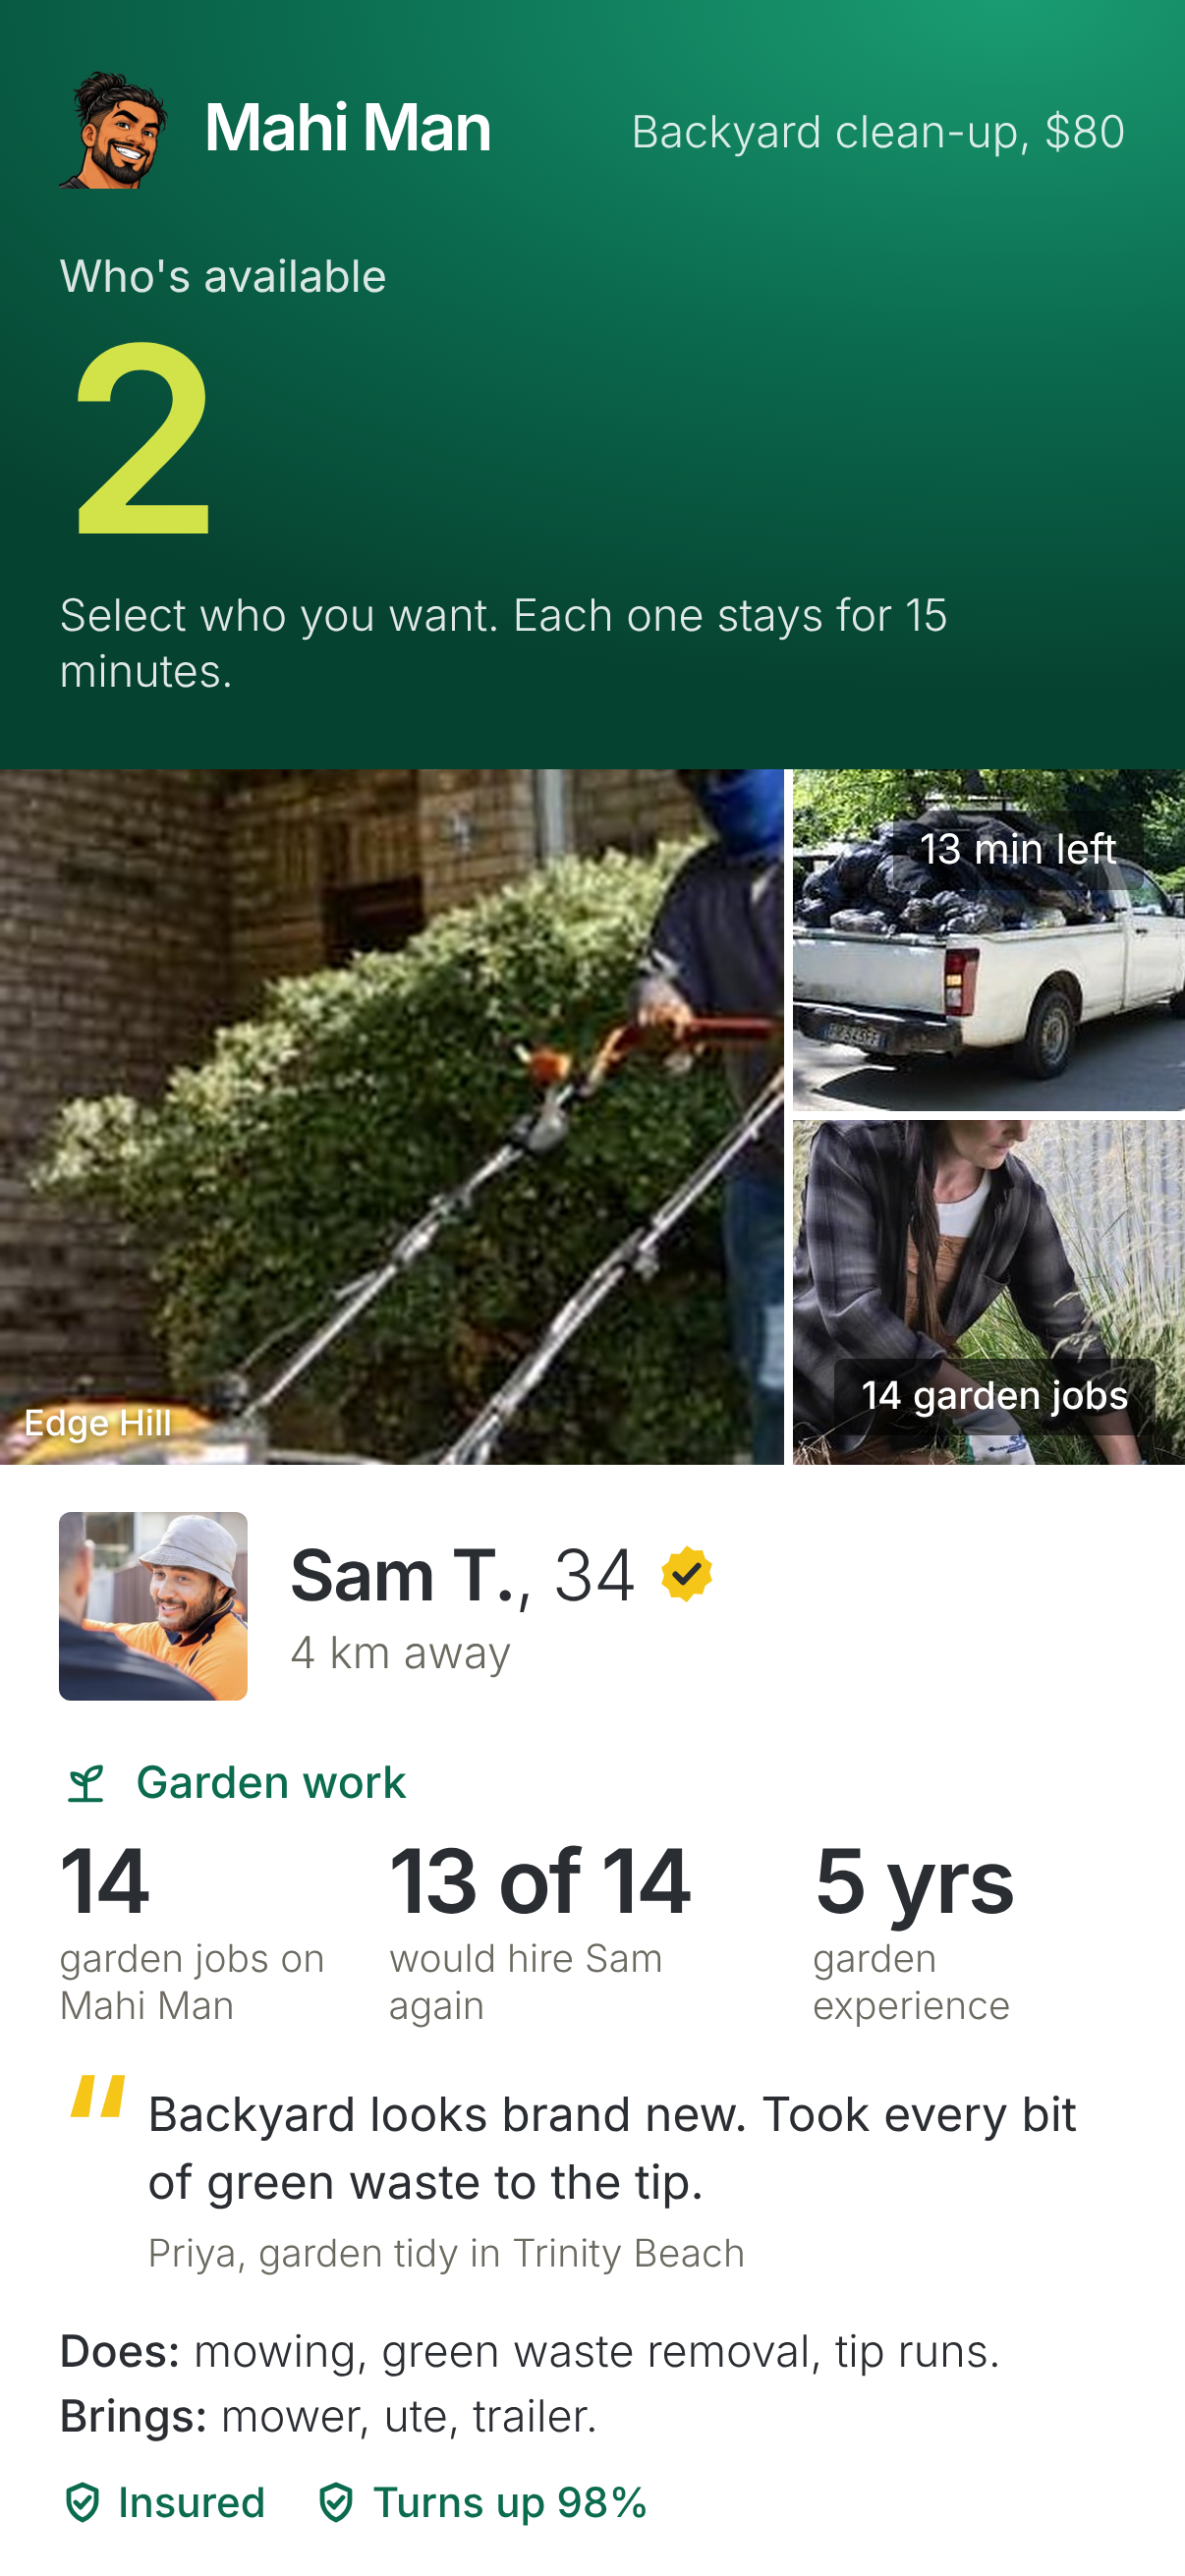 Mahi Man
Backyard clean-up, $80
Who's available
2
Select who you want. Each one stays for 15
minutes.
13 min left
14 garden jobs
Edge Hill
Sam T., 34
4 km away
Garden work
14
garden jobs on
Mahi Man
13 of 14
would hire Sam
again
5 yrs
garden
experience
"
Backyard looks brand new. Took every bit
of green waste to the tip.
Priya, garden tidy in Trinity Beach
Does: mowing, green waste removal, tip runs.
Brings: mower, ute, trailer.
Insured
Turns up 98%